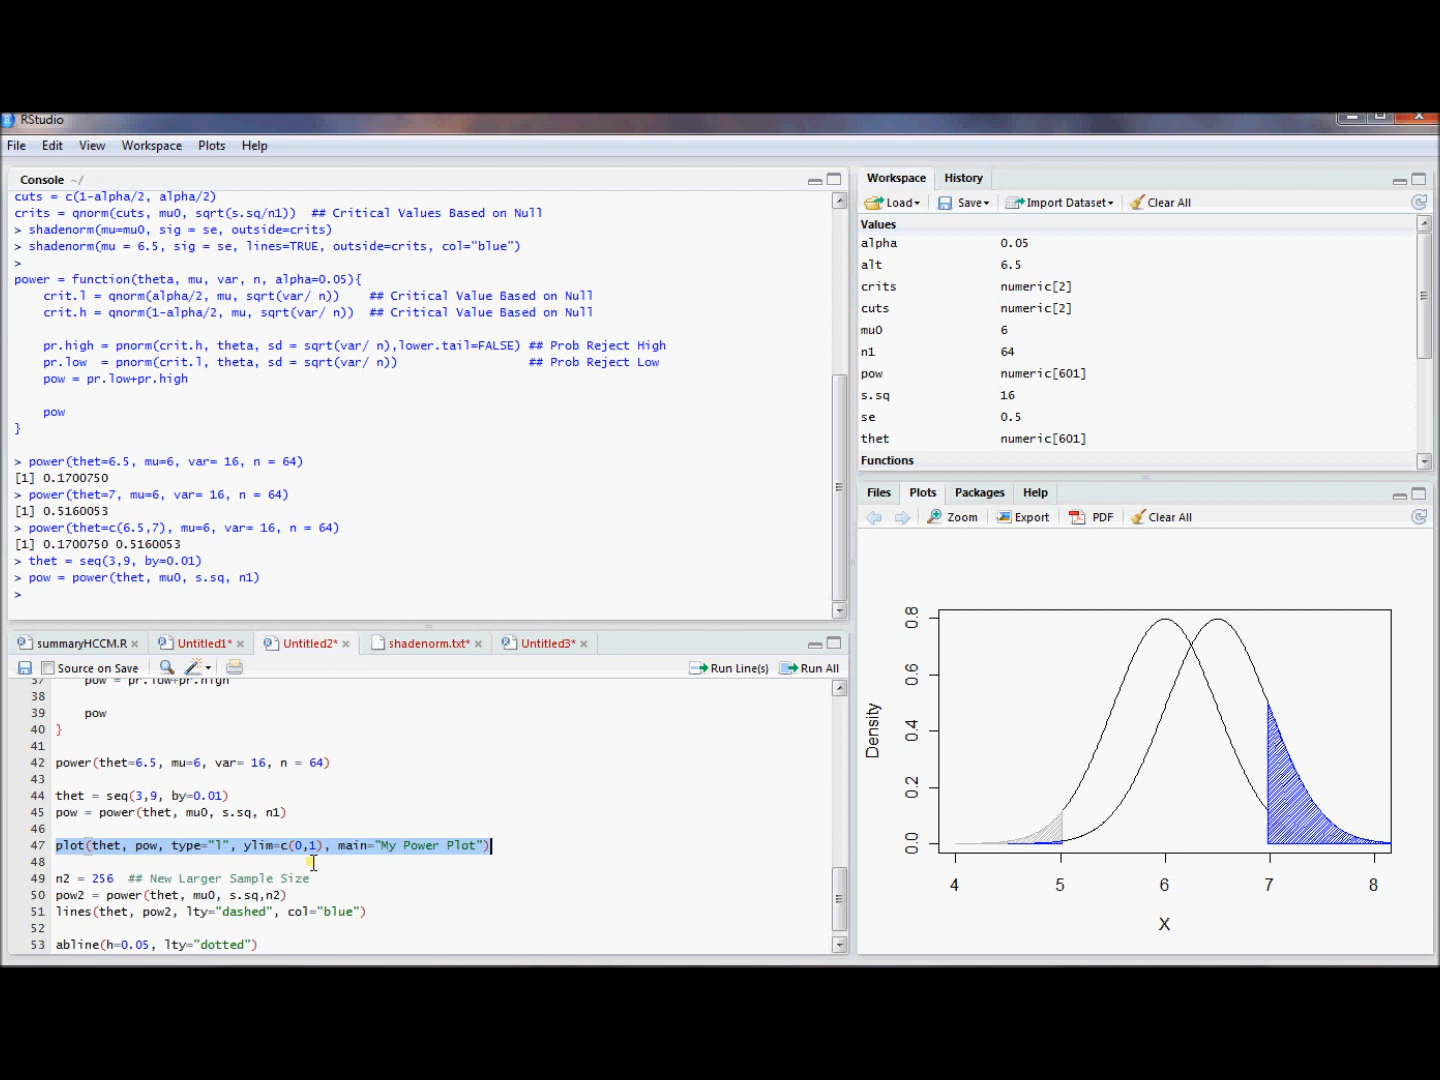 RStudio
File Edit View Workspace Plots Help
Console ~/
cuts = c(1-alpha/2, alpha/2)
crits = qnorm(cuts, mu0, sqrt(s.sq/n1))  ## Critical Values Based on Null
> shadenorm(mu=mu0, sig = se, outside=crits)
> shadenorm(mu = 6.5, sig = se, lines=TRUE, outside=crits, col="blue")
>
power = function(theta, mu, var, n, alpha=0.05){
    crit.l = qnorm(alpha/2, mu, sqrt(var/ n))    ## Critical Value Based on Null
    crit.h = qnorm(1-alpha/2, mu, sqrt(var/ n))  ## Critical Value Based on Null
    pr.high = pnorm(crit.h, theta, sd = sqrt(var/ n),lower.tail=FALSE) ## Prob Reject High
    pr.low  = pnorm(crit.l, theta, sd = sqrt(var/ n))                  ## Prob Reject Low
    pow = pr.low+pr.high
    pow
}
> power(thet=6.5, mu=6, var= 16, n = 64)
[1] 0.1700750
> power(thet=7, mu=6, var= 16, n = 64)
[1] 0.5160053
> power(thet=c(6.5,7), mu=6, var= 16, n = 64)
[1] 0.1700750 0.5160053
> thet = seq(3,9, by=0.01)
> pow = power(thet, mu0, s.sq, n1)
>
summaryHCCM.R Untitled1* Untitled2* shadenorm.txt* Untitled3*
Source on Save Run Line(s) Run All
37     pow = pr.low+pr.high
38
39     pow
40 }
41
42 power(thet=6.5, mu=6, var= 16, n = 64)
43
44 thet = seq(3,9, by=0.01)
45 pow = power(thet, mu0, s.sq, n1)
46
47 plot(thet, pow, type="l", ylim=c(0,1), main="My Power Plot")
48
49 n2 = 256  ## New Larger Sample Size
50 pow2 = power(thet, mu0, s.sq,n2)
51 lines(thet, pow2, lty="dashed", col="blue")
52
53 abline(h=0.05, lty="dotted")
Workspace History
Load Save Import Dataset Clear All
Values
alpha 0.05
alt 6.5
crits numeric[2]
cuts numeric[2]
mu0 6
n1 64
pow numeric[601]
s.sq 16
se 0.5
thet numeric[601]
Functions
Files Plots Packages Help
Zoom Export PDF Clear All
0.8
0.6
0.4
0.2
0.0
Density
4 5 6 7 8
X